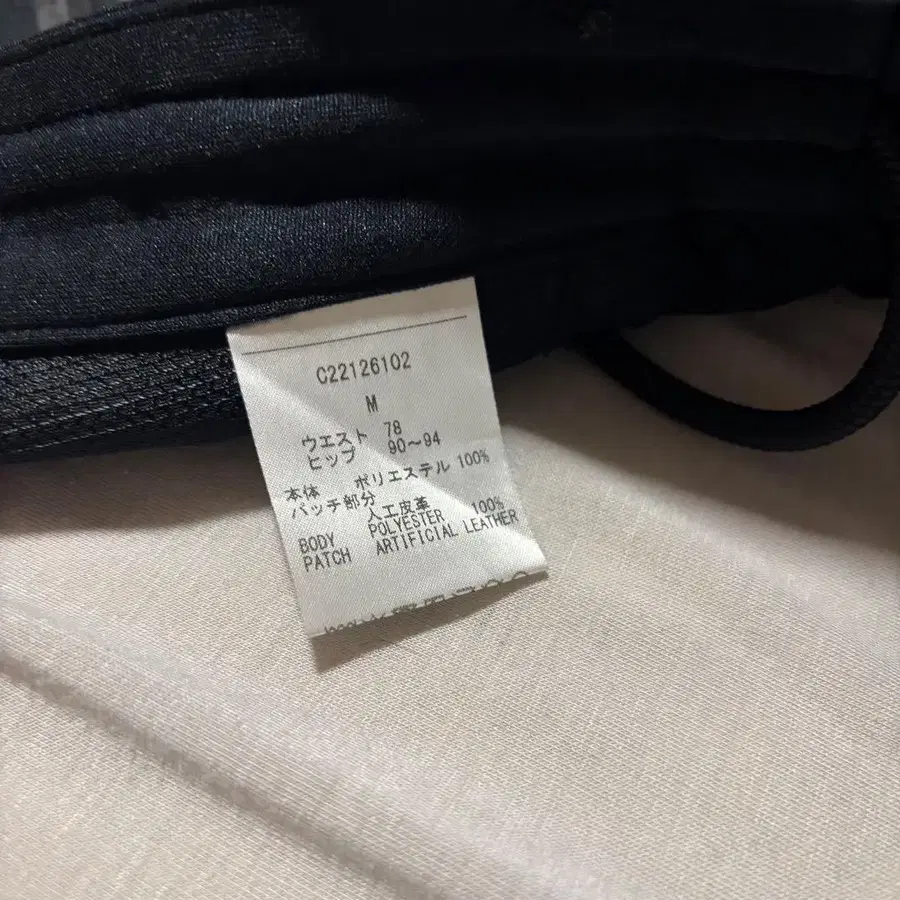 C22126102
M
ウエスト 78
ヒップ 90～94
本体 ポリエステル 100%
パッチ部分 人工皮革
BODY POLYESTER 100%
PATCH ARTIFICIAL LEATHER